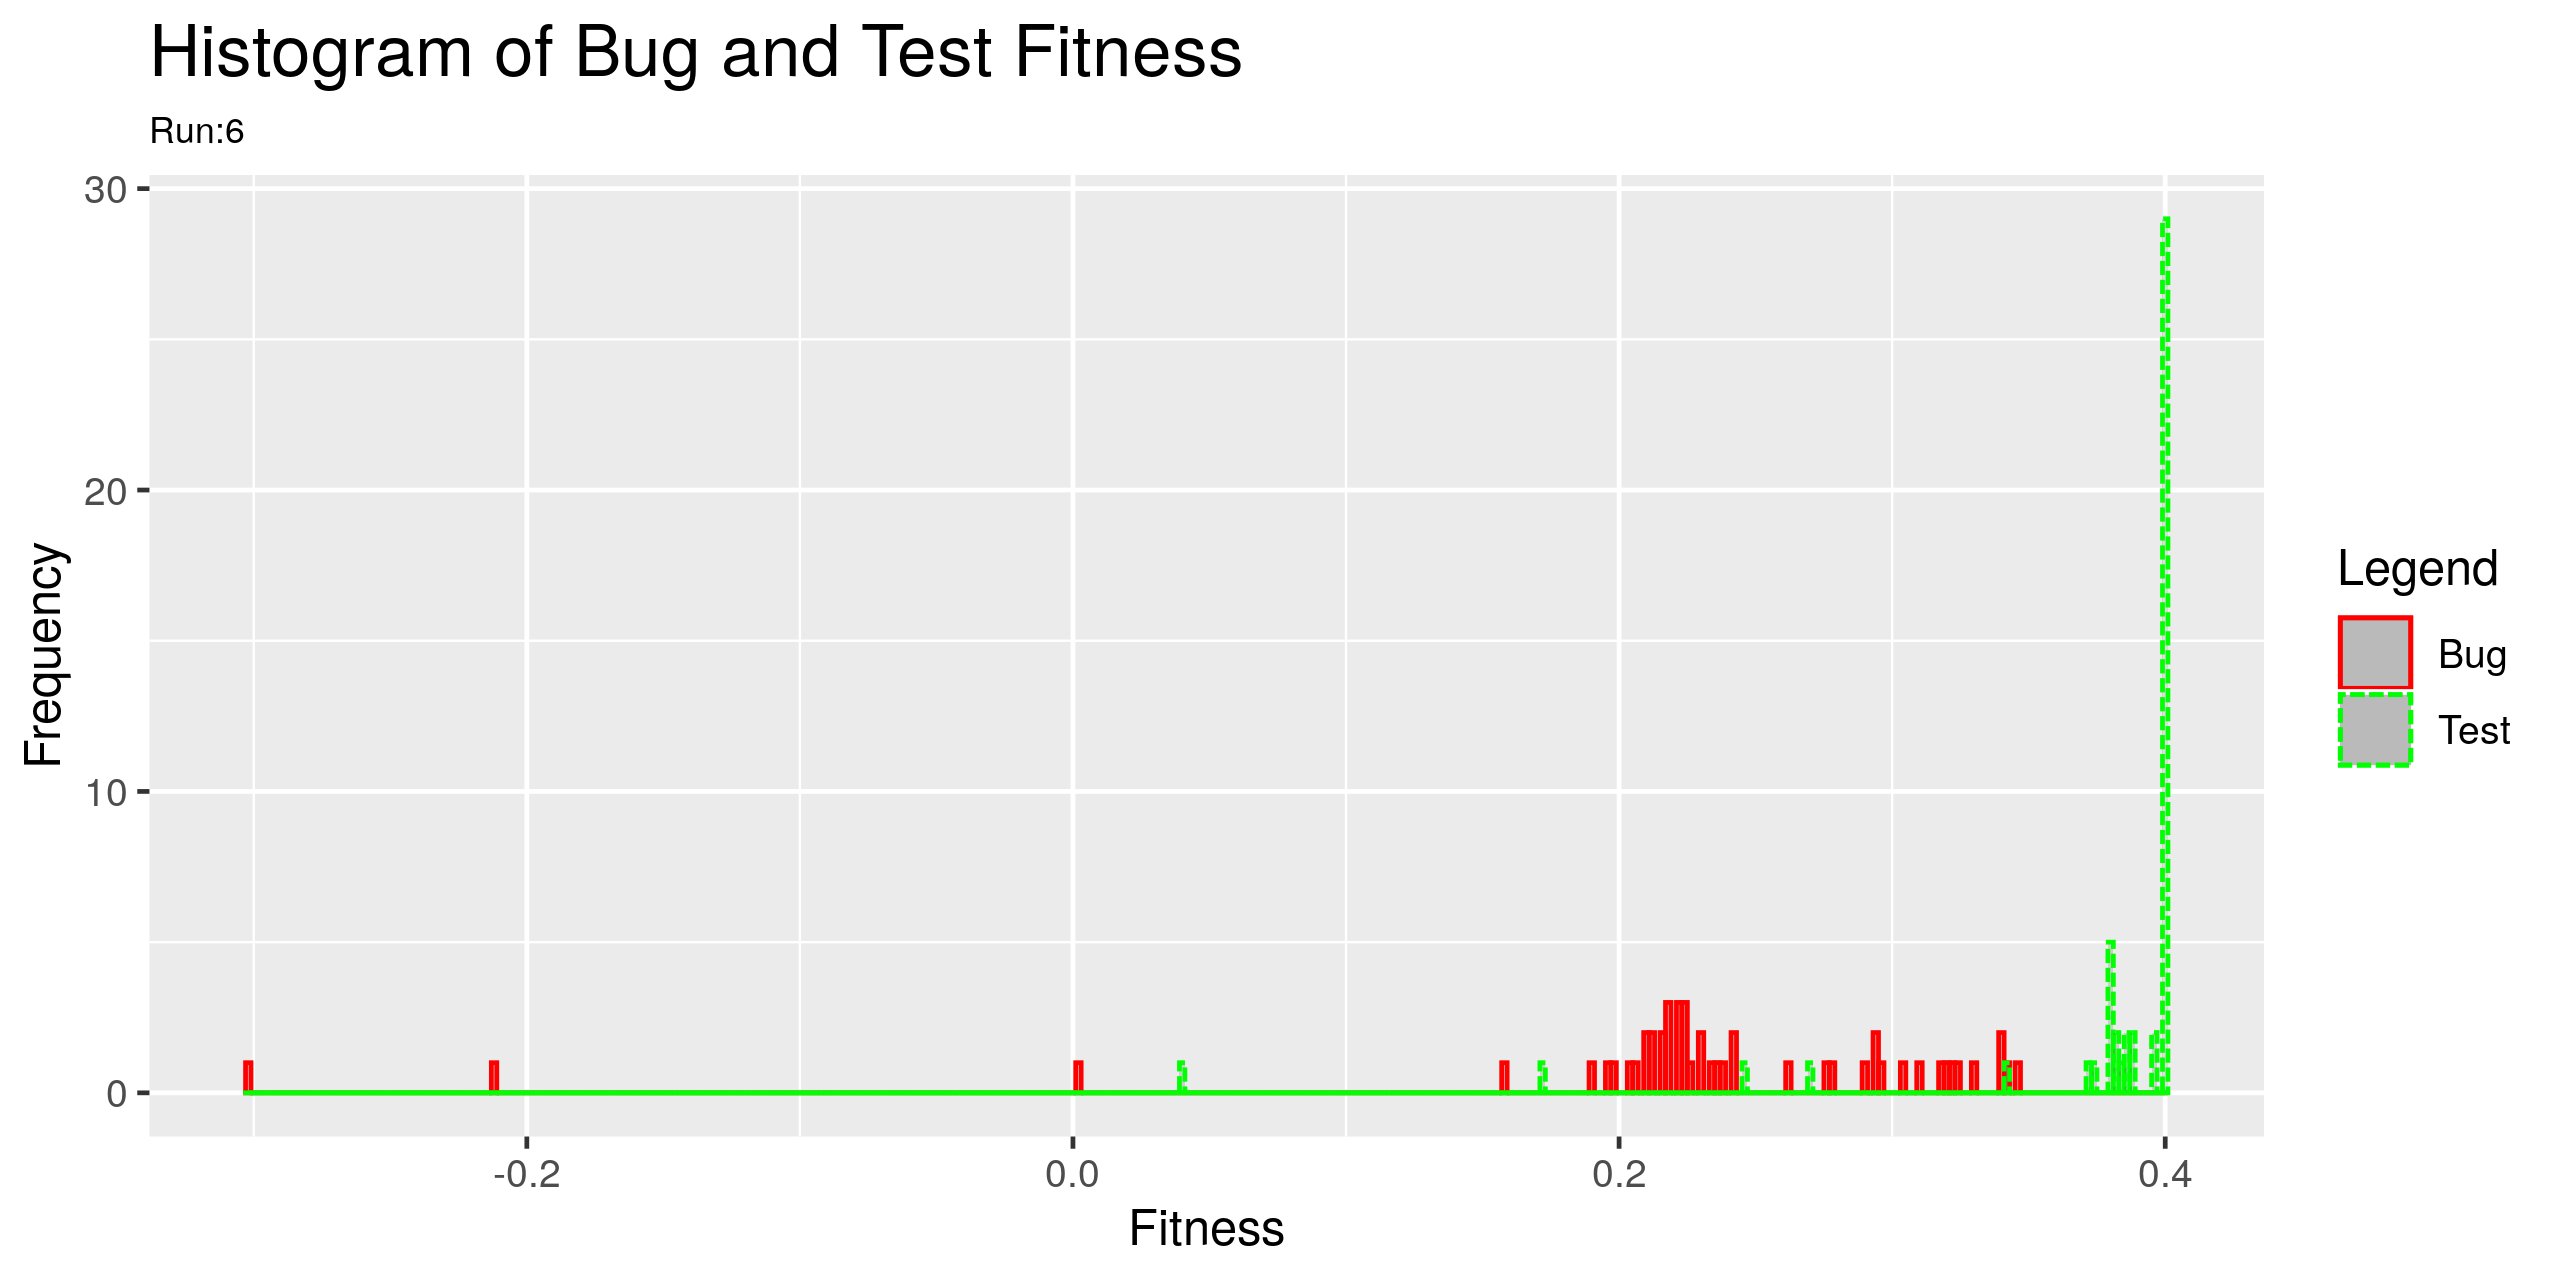 Histogram of Bug and Test Fitness
Run:6
30
20
10
0
Frequency
-0.2
0.0
0.2
0.4
Fitness
Legend
Bug
Test